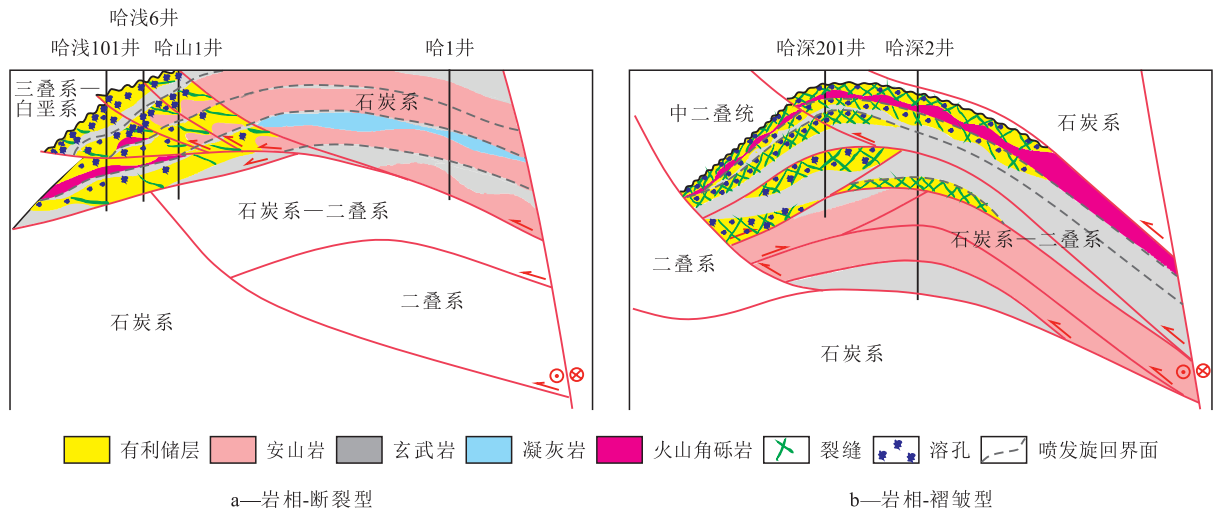 哈浅6井
哈浅101井
哈山1井
哈1井
三叠系—
白垩系
石炭系
石炭系—二叠系
二叠系
石炭系
哈深201井
哈深2井
中二叠统
石炭系
石炭系—二叠系
二叠系
石炭系
有利储层
安山岩
玄武岩
凝灰岩
火山角砾岩
裂缝
溶孔
喷发旋回界面
a—岩相-断裂型
b—岩相-褶皱型